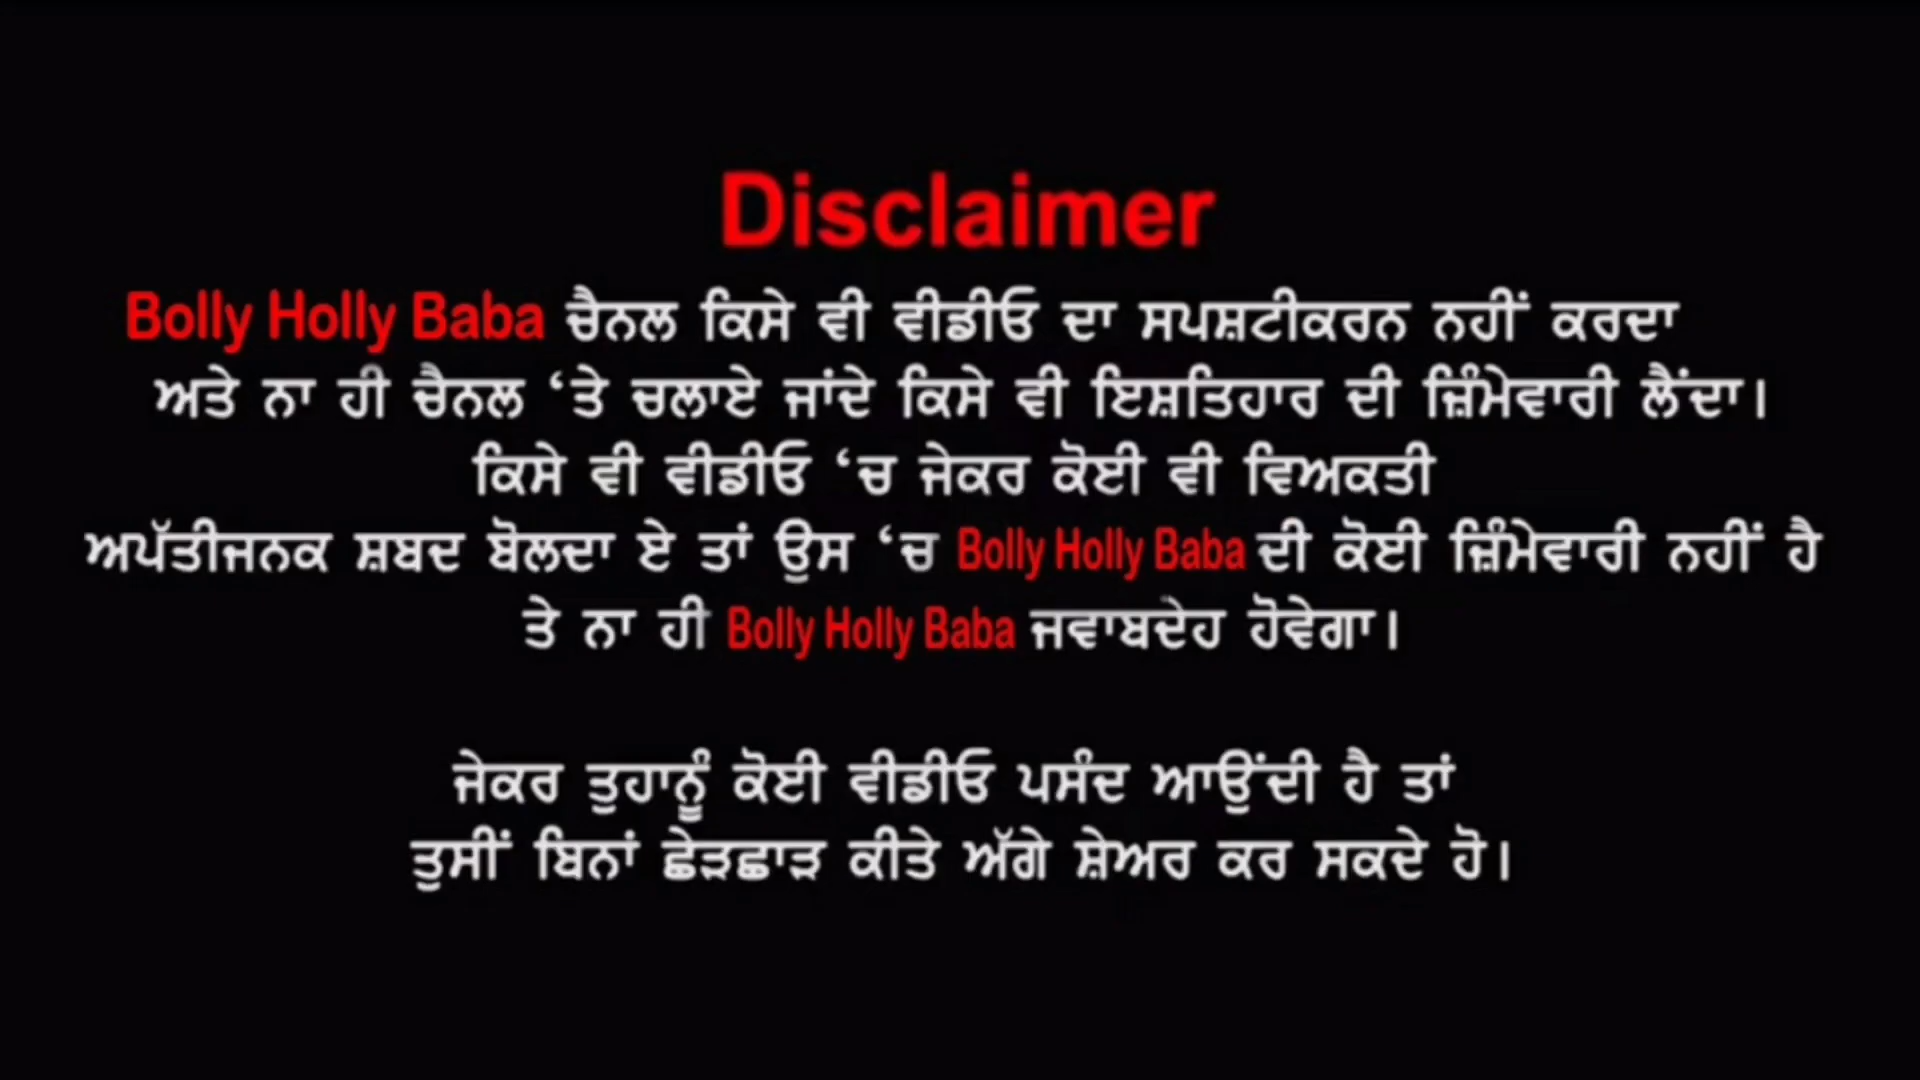 Disclaimer
Bolly Holly Baba ਚੈਨਲ ਕਿਸੇ ਵੀ ਵੀਡੀਓ ਦਾ ਸਪਸ਼ਟੀਕਰਨ ਨਹੀਂ ਕਰਦਾ
ਅਤੇ ਨਾ ਹੀ ਚੈਨਲ ‘ਤੇ ਚਲਾਏ ਜਾਂਦੇ ਕਿਸੇ ਵੀ ਇਸ਼ਤਿਹਾਰ ਦੀ ਜ਼ਿੰਮੇਵਾਰੀ ਲੈਂਦਾ।
ਕਿਸੇ ਵੀ ਵੀਡੀਓ ‘ਚ ਜੇਕਰ ਕੋਈ ਵੀ ਵਿਅਕਤੀ
ਅਪੱਤੀਜਨਕ ਸ਼ਬਦ ਬੋਲਦਾ ਏ ਤਾਂ ਉਸ ‘ਚ Bolly Holly Baba ਦੀ ਕੋਈ ਜ਼ਿੰਮੇਵਾਰੀ ਨਹੀਂ ਹੈ
ਤੇ ਨਾ ਹੀ Bolly Holly Baba ਜਵਾਬਦੇਹ ਹੋਵੇਗਾ।
ਜੇਕਰ ਤੁਹਾਨੂੰ ਕੋਈ ਵੀਡੀਓ ਪਸੰਦ ਆਉਂਦੀ ਹੈ ਤਾਂ
ਤੁਸੀਂ ਬਿਨਾਂ ਛੇੜਛਾੜ ਕੀਤੇ ਅੱਗੇ ਸ਼ੇਅਰ ਕਰ ਸਕਦੇ ਹੋ।